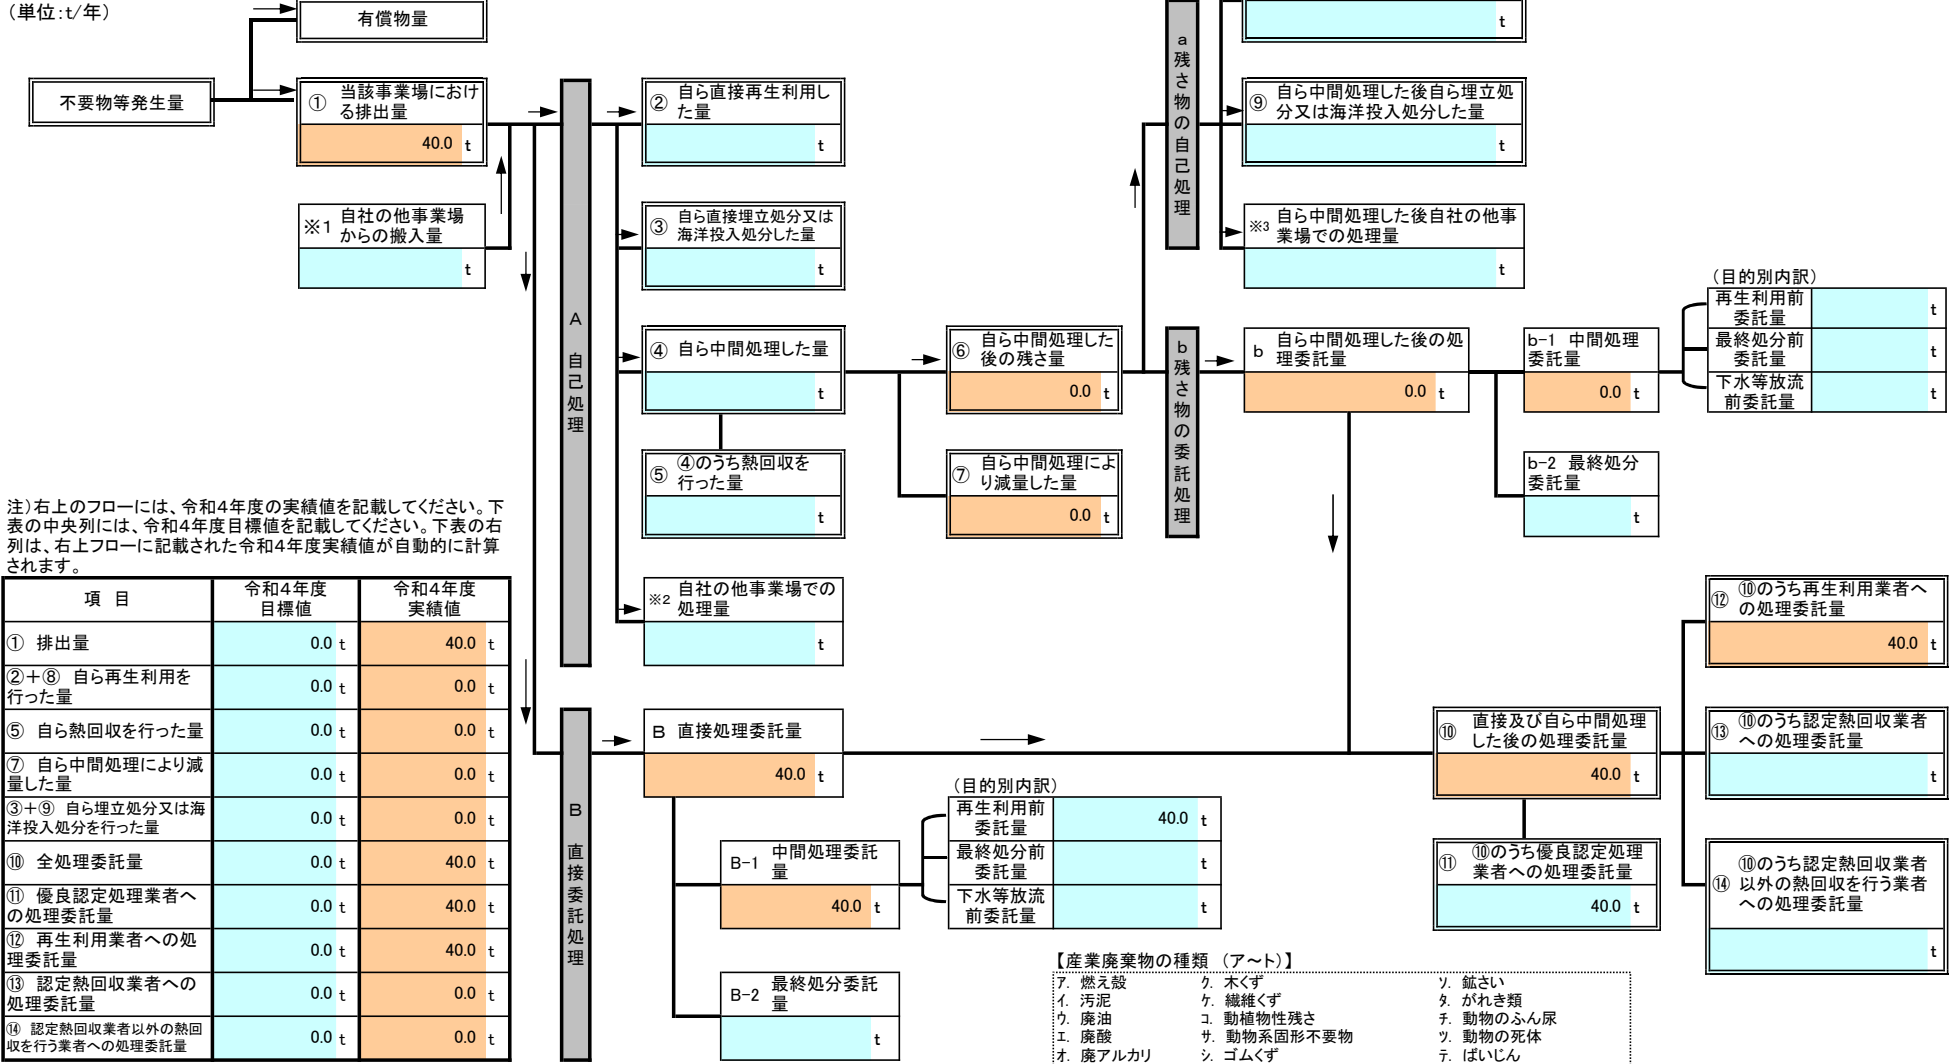 （単位：t/年）
有償物量
不要物等発生量
① 当該事業場におけ
る排出量
40.0 t
※1 自社の他事業場
からの搬入量
t
A
自
己
処
理
② 自ら直接再生利用し
た量
t
③ 自ら直接埋立処分又は
海洋投入処分した量
t
④ 自ら中間処理した量
t
⑤ ④のうち熱回収を
行った量
t
※2 自社の他事業場での
処理量
t
⑥ 自ら中間処理した
後の残さ量
0.0 t
⑦ 自ら中間処理によ
り減量した量
0.0 t
a
残
さ
物
の
自
己
処
理
t
⑨ 自ら中間処理した後自ら埋立処
分又は海洋投入処分した量
t
※3 自ら中間処理した後自社の他事
業場での処理量
t
b
残
さ
物
の
委
託
処
理
b 自ら中間処理した後の処
理委託量
0.0 t
b-1 中間処理
委託量
0.0 t
b-2 最終処分
委託量
t
（目的別内訳）
再生利用前
委託量
t
最終処分前
委託量
t
下水等放流
前委託量
t
注）右上のフローには、令和４年度の実績値を記載してください。下
表の中央列には、令和４年度目標値を記載してください。下表の右
列は、右上フローに記載された令和４年度実績値が自動的に計算
されます。
項 目 令和４年度
目標値 令和４年度
実績値
① 排出量 0.0 t 40.0 t
②＋⑧ 自ら再生利用を
行った量 0.0 t 0.0 t
⑤ 自ら熱回収を行った量 0.0 t 0.0 t
⑦ 自ら中間処理により減
量した量 0.0 t 0.0 t
③＋⑨ 自ら埋立処分又は海
洋投入処分を行った量 0.0 t 0.0 t
⑩ 全処理委託量 0.0 t 40.0 t
⑪ 優良認定処理業者へ
の処理委託量 0.0 t 40.0 t
⑫ 再生利用業者への処
理委託量 0.0 t 40.0 t
⑬ 認定熱回収業者への
処理委託量 0.0 t 0.0 t
⑭ 認定熱回収業者以外の熱回
収を行う業者への処理委託量 0.0 t 0.0 t
B
直
接
委
託
処
理
B 直接処理委託量
40.0 t
B-1 中間処理委託
量
40.0 t
B-2 最終処分委託
量
t
（目的別内訳）
再生利用前
委託量
40.0 t
最終処分前
委託量
t
下水等放流
前委託量
t
⑩ 直接及び自ら中間処理
した後の処理委託量
40.0 t
⑪ ⑩のうち優良認定処理
業者への処理委託量
40.0 t
⑫ ⑩のうち再生利用業者へ
の処理委託量
40.0 t
⑬ ⑩のうち認定熱回収業者
への処理委託量
t
⑭ ⑩のうち認定熱回収業者
以外の熱回収を行う業者
への処理委託量
t
【産業廃棄物の種類 （ア～ト）】
ア．燃え殻 ク．木くず ソ．鉱さい
イ．汚泥 ケ．繊維くず タ．がれき類
ウ．廃油 コ．動植物性残さ チ．動物のふん尿
エ．廃酸 サ．動物系固形不要物 ツ．動物の死体
オ．廃アルカリ シ．ゴムくず テ．ばいじん